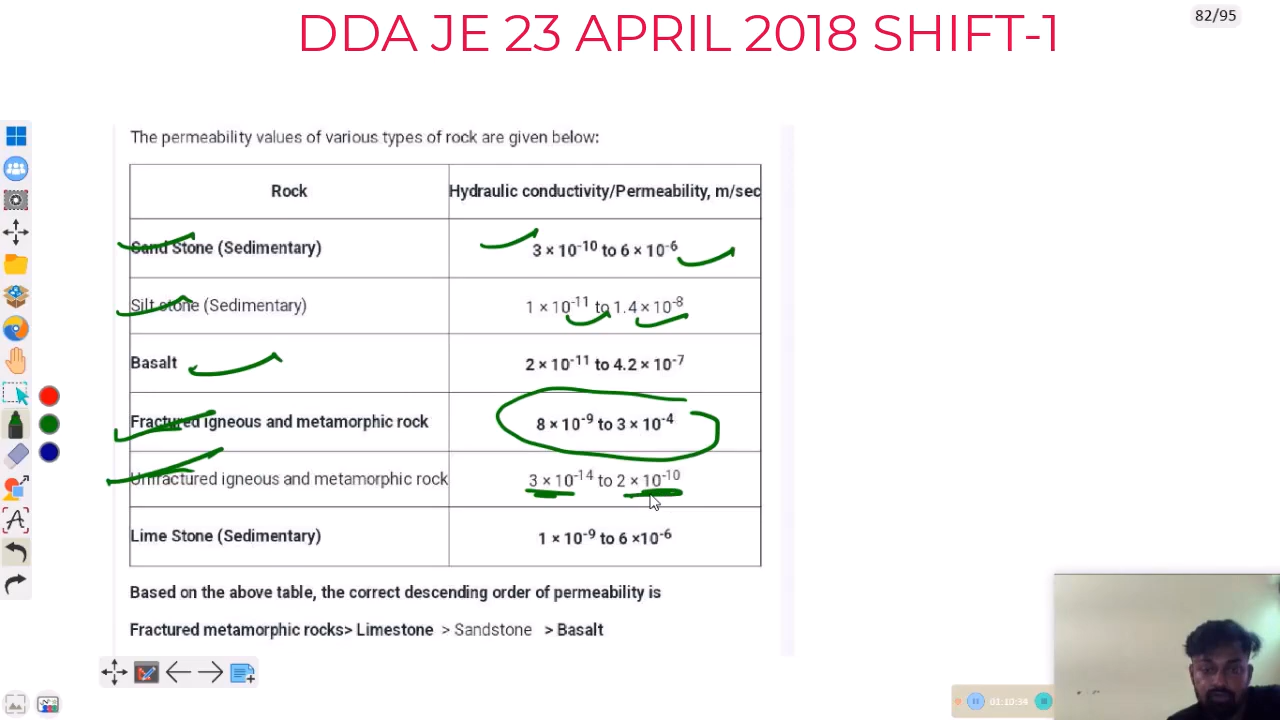 82/95
DDA JE 23 APRIL 2018 SHIFT-1
The permeability values of various types of rock are given below:
Rock Hydraulic conductivity/Permeability, m/sec
Sand Stone (Sedimentary) 3 × 10⁻¹⁰ to 6 × 10⁻⁶
Silt stone (Sedimentary) 1 × 10⁻¹¹ to 1.4 × 10⁻⁸
Basalt 2 × 10⁻¹¹ to 4.2 × 10⁻⁷
Fractured igneous and metamorphic rock 8 × 10⁻⁹ to 3 × 10⁻⁴
Unfractured igneous and metamorphic rock 3 × 10⁻¹⁴ to 2 × 10⁻¹⁰
Lime Stone (Sedimentary) 1 × 10⁻⁹ to 6 ×10⁻⁶
Based on the above table, the correct descending order of permeability is
Fractured metamorphic rocks> Limestone > Sandstone > Basalt
01:10:34